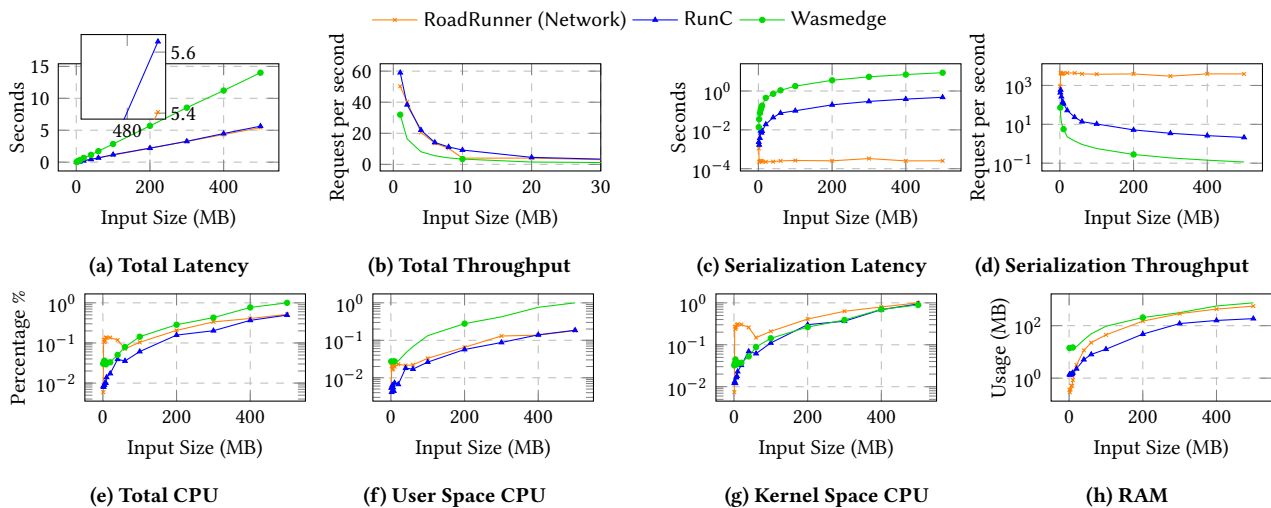 RoadRunner (Network) RunC Wasmedge
Seconds
15
10
5
0
5.6
5.4
480
0 200 400
Input Size (MB)
(a) Total Latency
Request per second
60
40
20
0
0 10 20 30
Input Size (MB)
(b) Total Throughput
Seconds
10^0
10^−2
10^−4
0 200 400
Input Size (MB)
(c) Serialization Latency
Request per second
10^3
10^1
10^−1
0 200 400
Input Size (MB)
(d) Serialization Throughput
Percentage %
10^0
10^−1
10^−2
0 200 400
Input Size (MB)
(e) Total CPU
10^0
10^−1
10^−2
0 200 400
Input Size (MB)
(f) User Space CPU
10^0
10^−1
10^−2
0 200 400
Input Size (MB)
(g) Kernel Space CPU
Usage (MB)
10^2
10^0
0 200 400
Input Size (MB)
(h) RAM